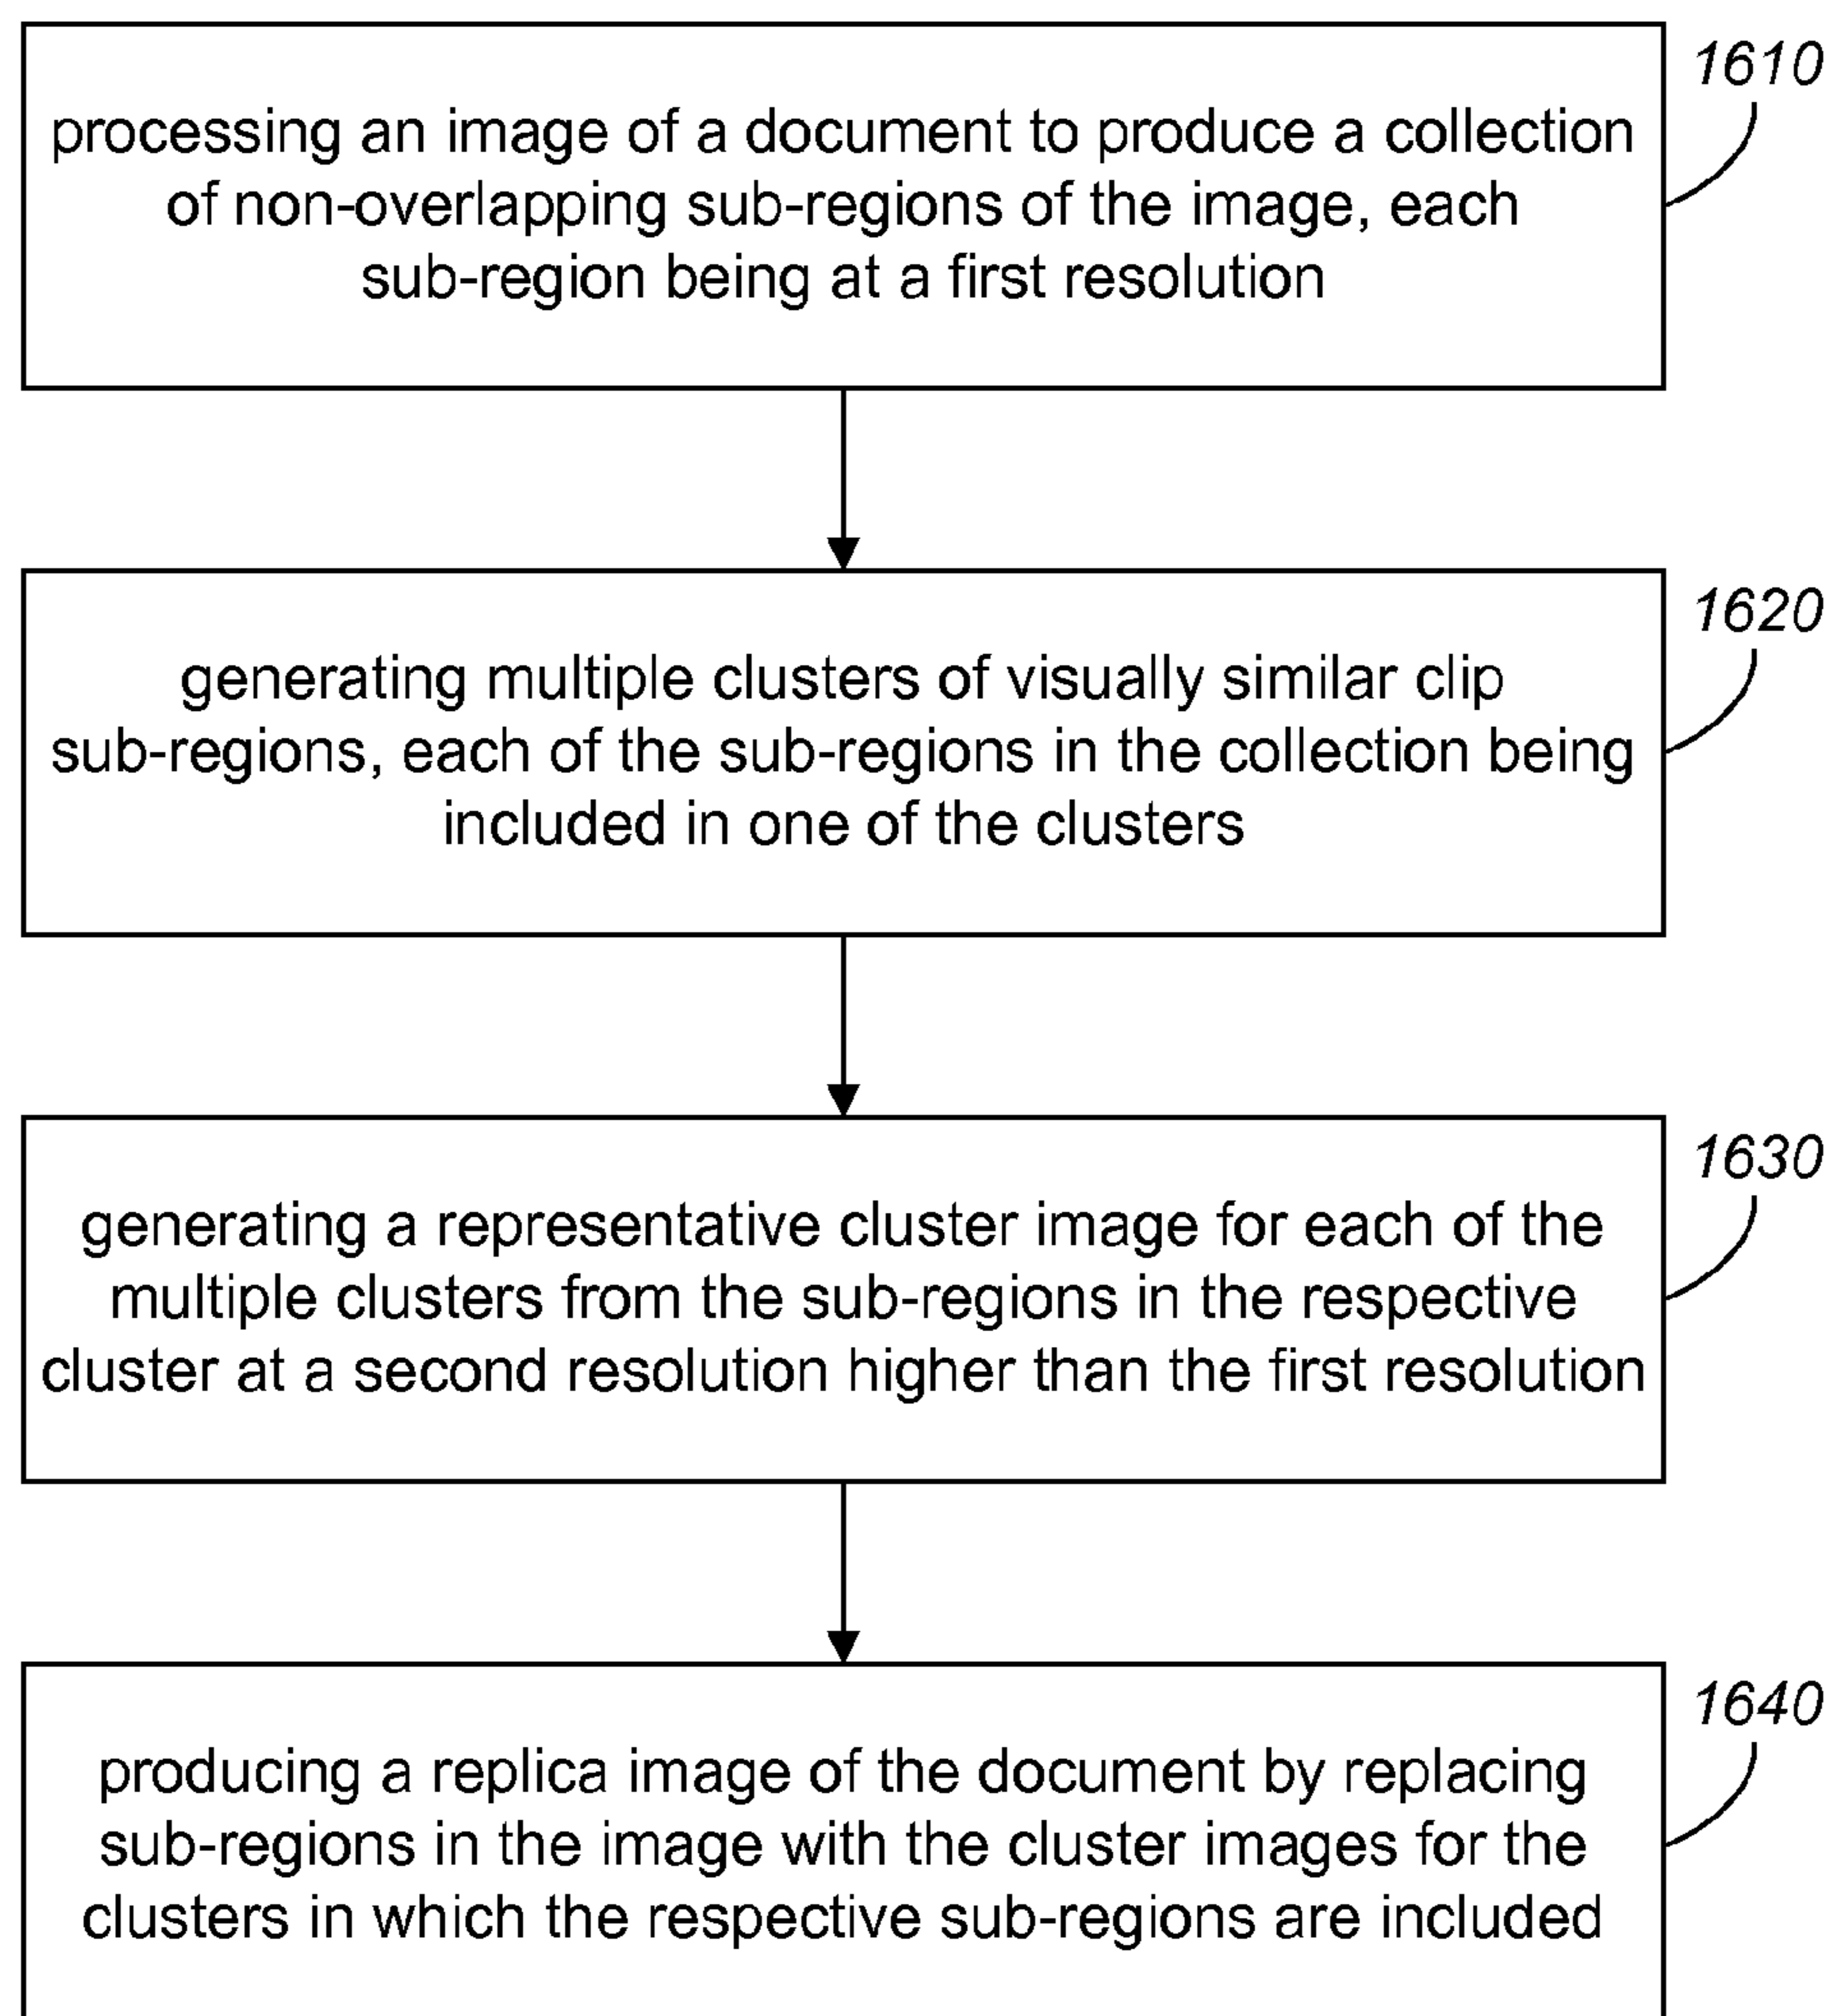 1610
processing an image of a document to produce a collection
of non-overlapping sub-regions of the image, each
sub-region being at a first resolution
1620
generating multiple clusters of visually similar clip
sub-regions, each of the sub-regions in the collection being
included in one of the clusters
1630
generating a representative cluster image for each of the
multiple clusters from the sub-regions in the respective
cluster at a second resolution higher than the first resolution
1640
producing a replica image of the document by replacing
sub-regions in the image with the cluster images for the
clusters in which the respective sub-regions are included